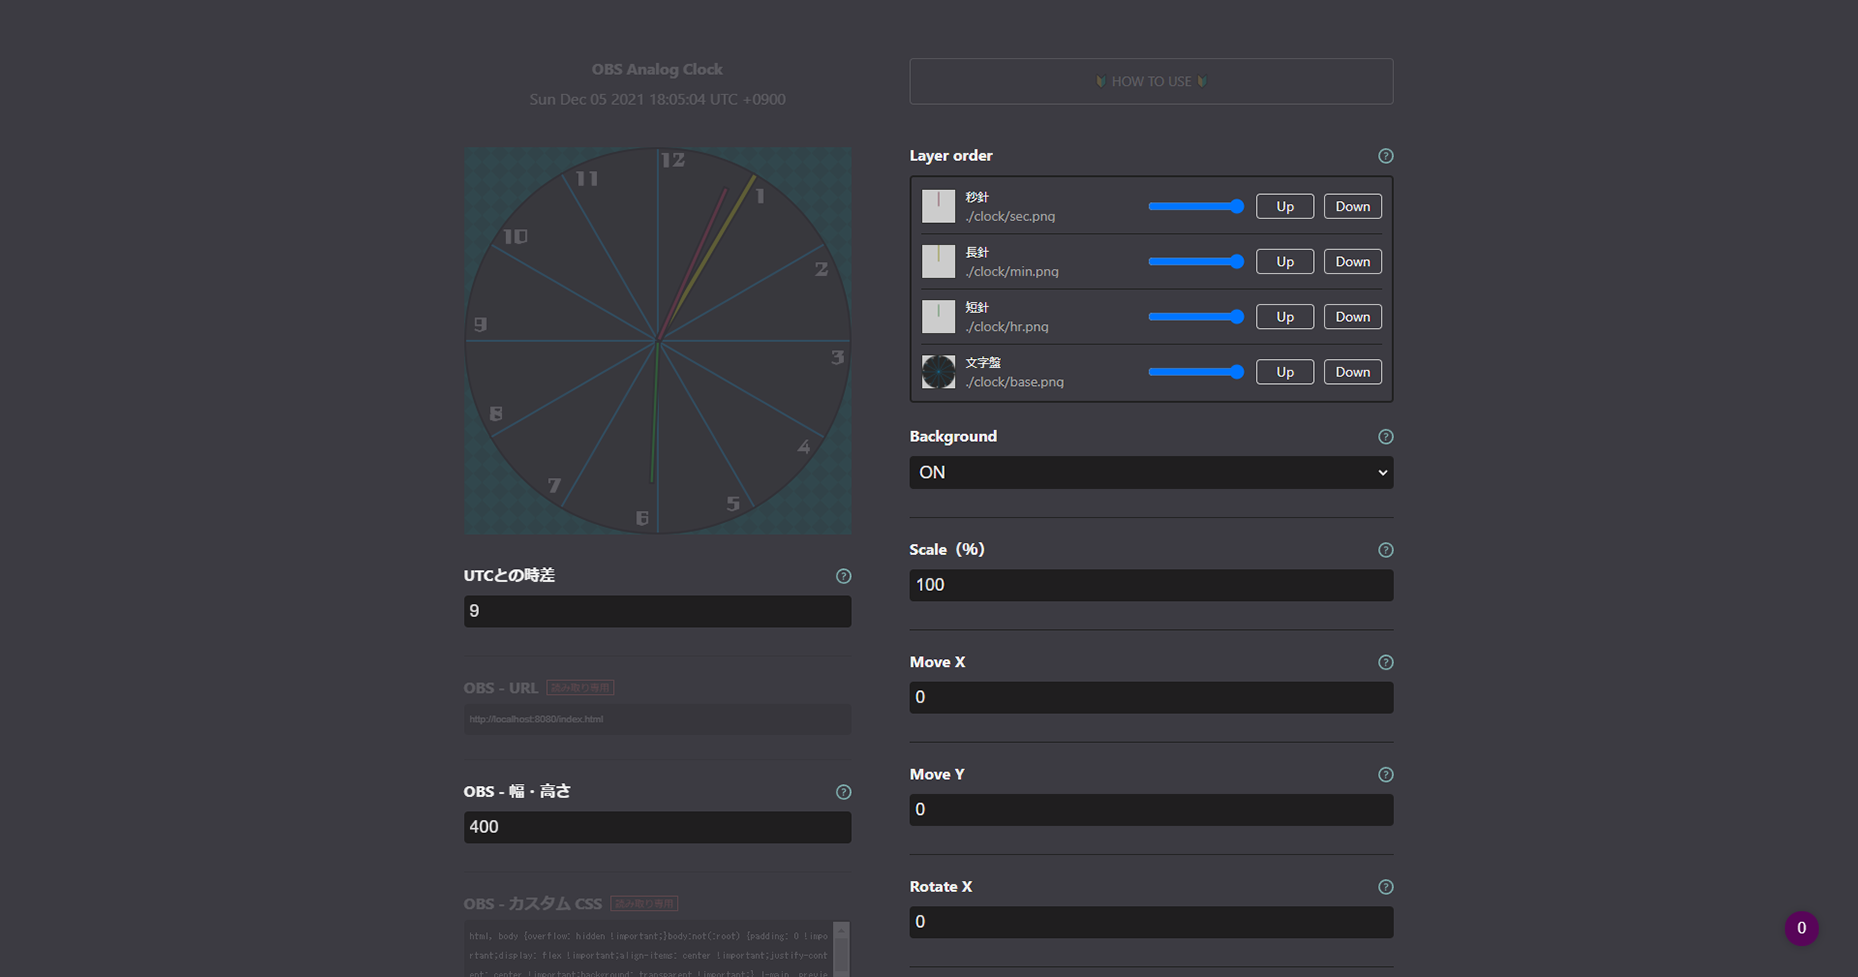 OBS Analog Clock
Sun Dec 05 2021 18:05:04 UTC +0900
12
1
2
3
4
5
6
7
8
9
10
11
UTCとの時差
?
9
OBS - URL 読み取り専用
http://localhost:8080/index.html
OBS - 幅・高さ
?
400
OBS - カスタム CSS 読み取り専用
html, body {overflow: hidden !important;}body:not(:root) {padding: 0 !impo
rtant;display: flex !important;align-items: center !important;justify-cont
ent: center !important;background: transparent !important;}
HOW TO USE
Layer order
?
秒針
./clock/sec.png
Up
Down
長針
./clock/min.png
Up
Down
短針
./clock/hr.png
Up
Down
文字盤
./clock/base.png
Up
Down
Background
?
ON
Scale（%）
?
100
Move X
?
0
Move Y
?
0
Rotate X
?
0
0